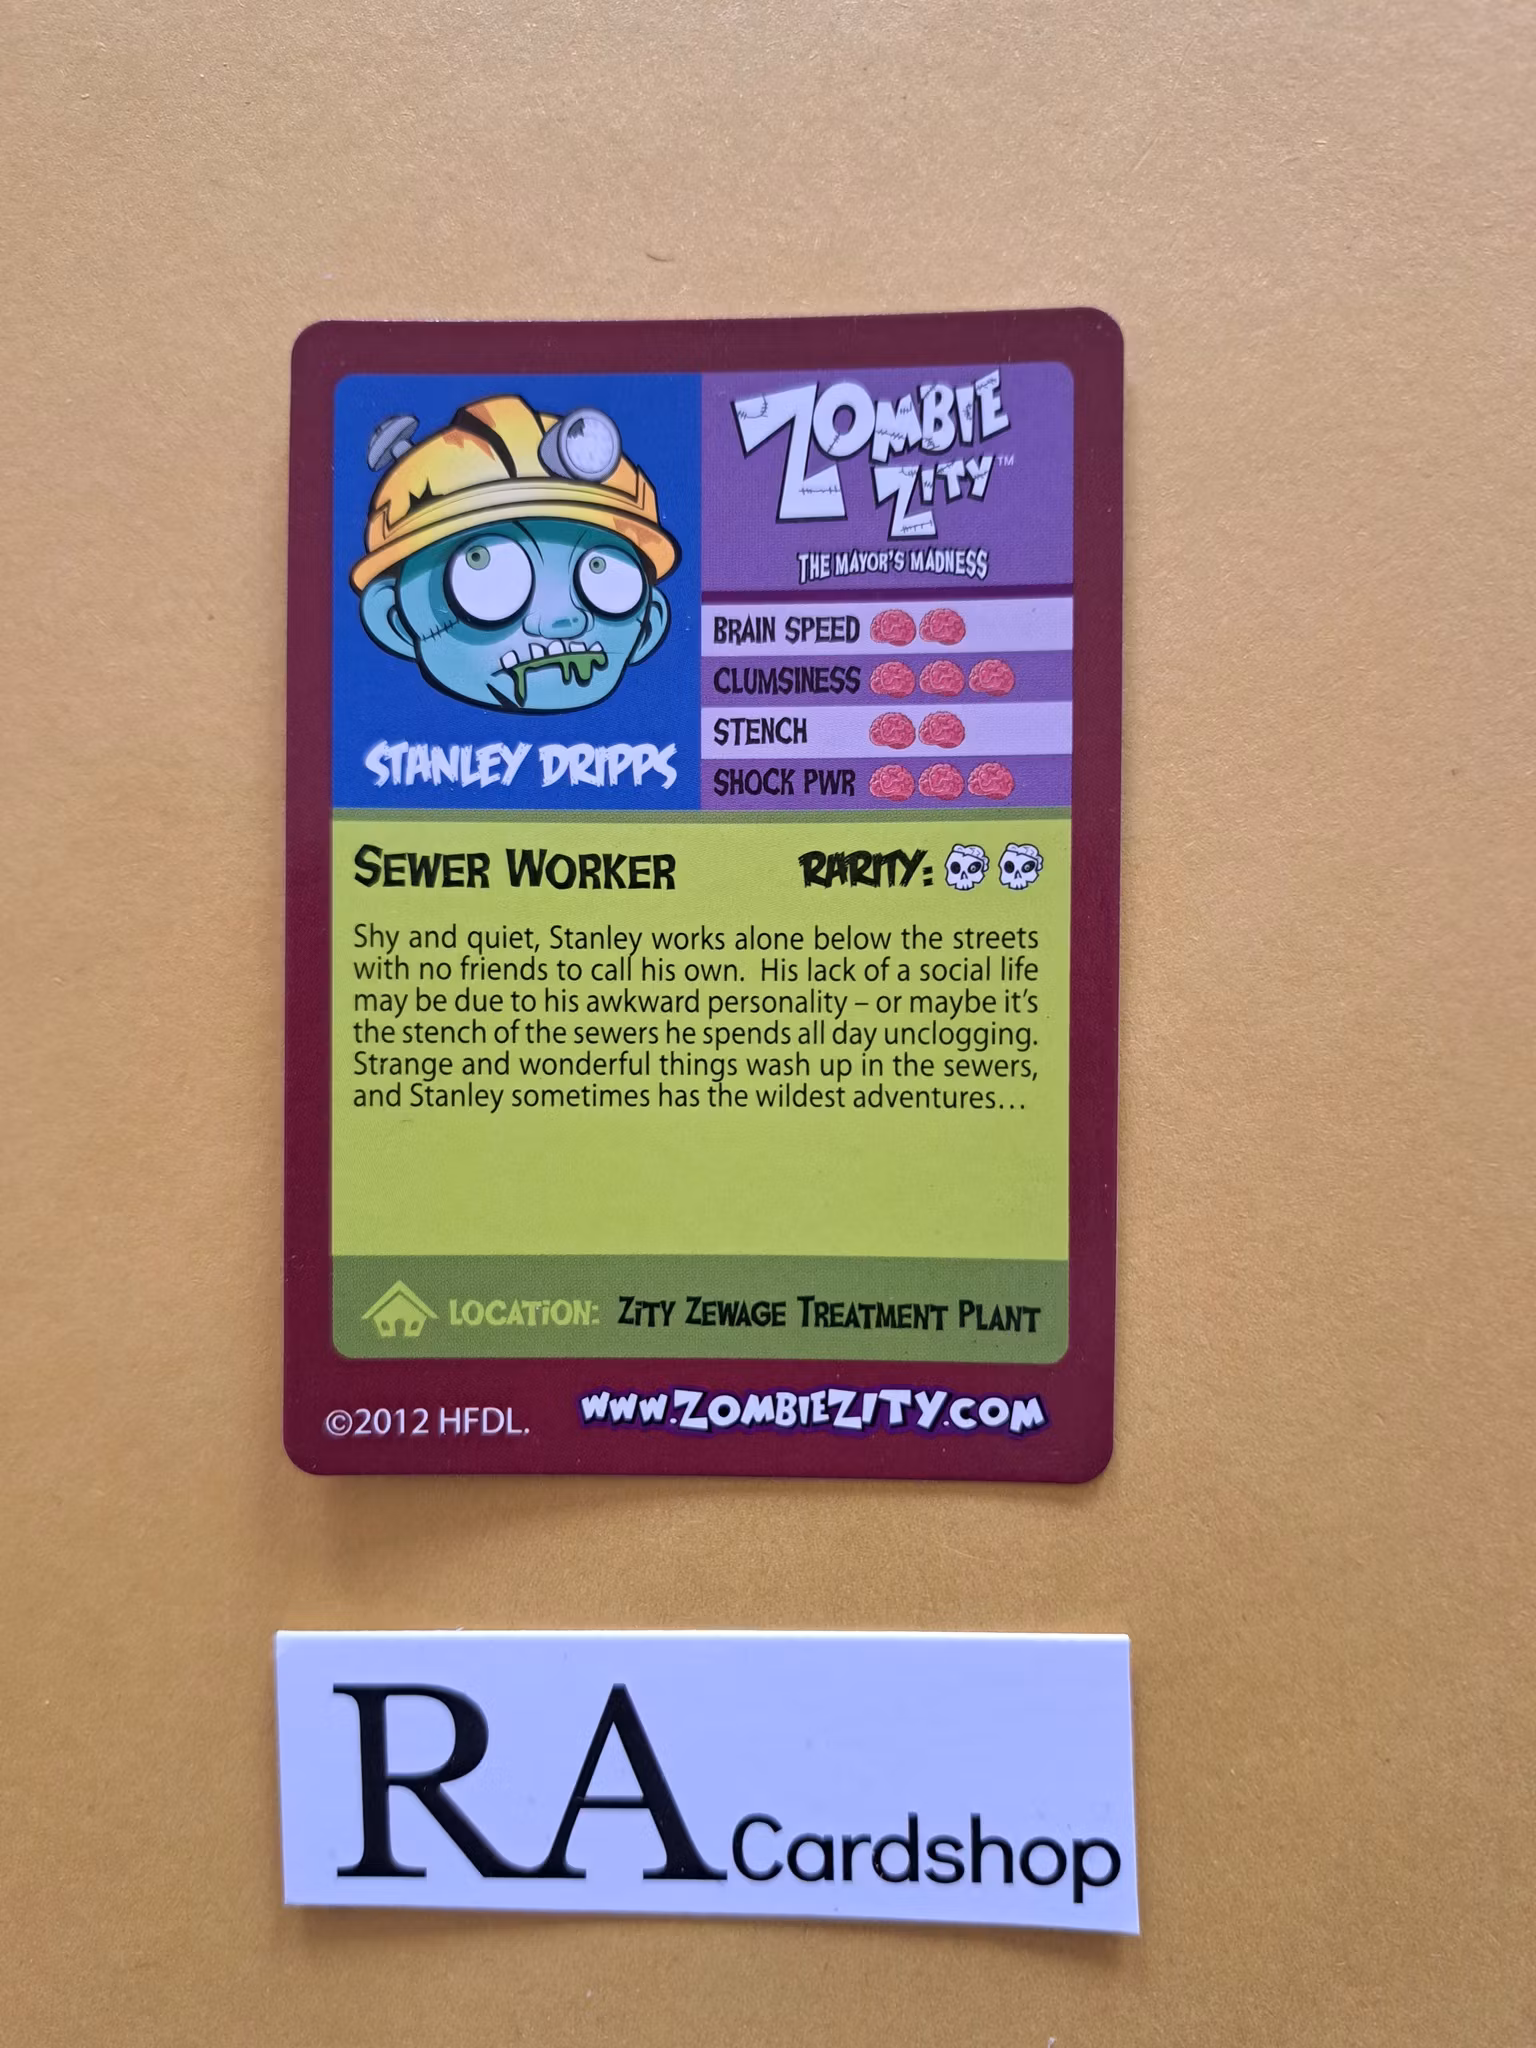 ZOMBIE
ZITY™
THE MAYOR'S MADNESS
BRAIN SPEED
CLUMSINESS
STENCH
SHOCK PWR
STANLEY DRIPPS
SEWER WORKER
RARITY:
Shy and quiet, Stanley works alone below the streets
with no friends to call his own. His lack of a social life
may be due to his awkward personality – or maybe it's
the stench of the sewers he spends all day unclogging.
Strange and wonderful things wash up in the sewers,
and Stanley sometimes has the wildest adventures...
LOCATION: ZITY ZEWAGE TREATMENT PLANT
©2012 HFDL. www.ZOMBIEZITY.COM
RA Cardshop